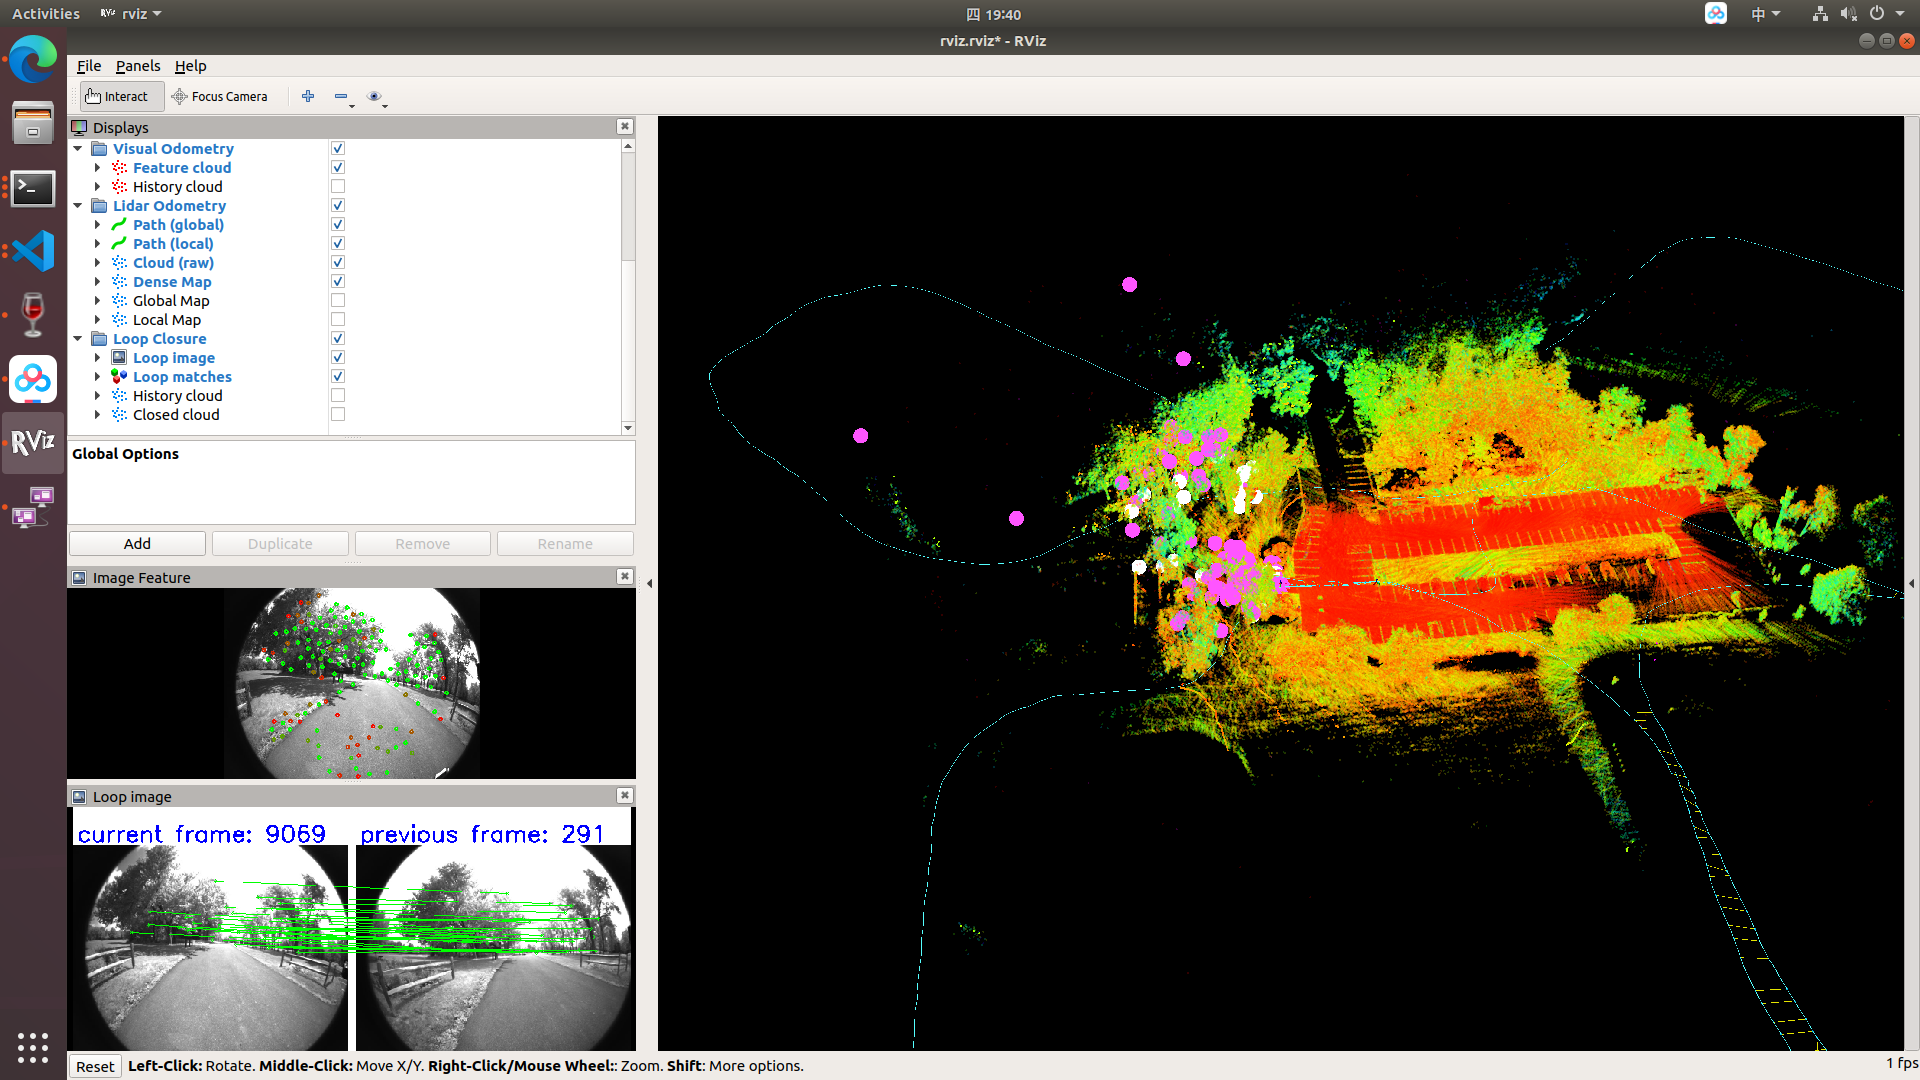 Activities
RViz rviz
四 19:40
中
rviz.rviz* - RViz
File Panels Help
Interact Focus Camera
Displays
Visual Odometry
Feature cloud
History cloud
Lidar Odometry
Path (global)
Path (local)
Cloud (raw)
Dense Map
Global Map
Local Map
Loop Closure
Loop image
Loop matches
History cloud
Closed cloud
RViz
Global Options
Add Duplicate Remove Rename
Image Feature
Loop image
current frame: 9069 previous frame: 291
Reset Left-Click: Rotate. Middle-Click: Move X/Y. Right-Click/Mouse Wheel:: Zoom. Shift: More options.
1 fps